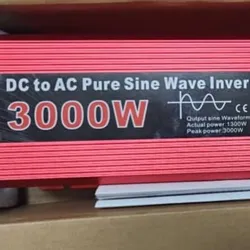 DC to AC Pure Sine Wave Inver
3000W
Output sine Waveform
Actual power:1300W
Peak power:3000W